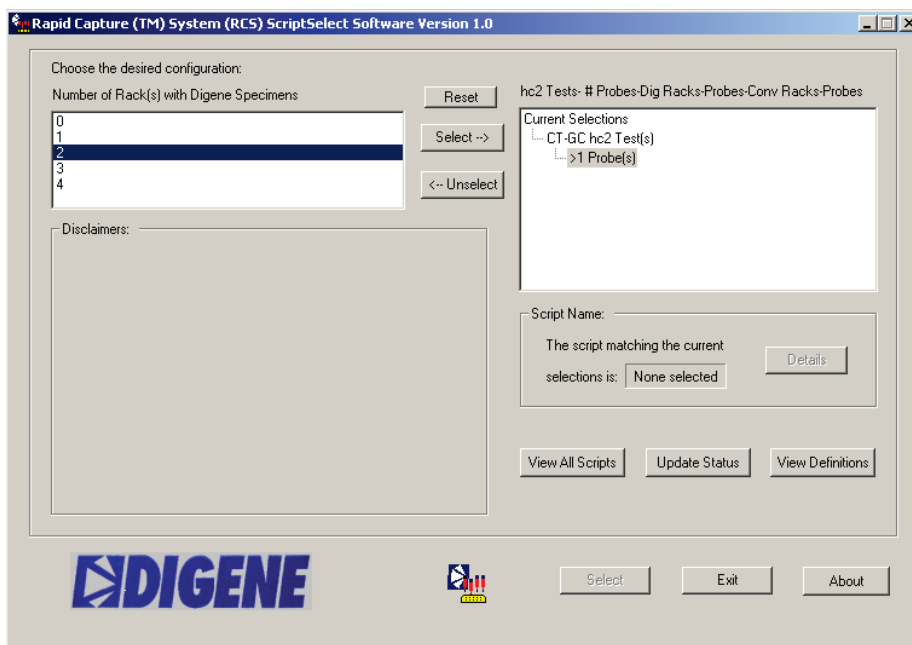 Rapid Capture (TM) System (RCS) ScriptSelect Software Version 1.0
Choose the desired configuration:
Number of Rack(s) with Digene Specimens
0
1
2
3
4
Reset
Select -->
<-- Unselect
hc2 Tests- # Probes-Dig Racks-Probes-Conv Racks-Probes
Current Selections
CT-GC hc2 Test(s)
>1 Probe(s)
Disclaimers:
Script Name:
The script matching the current
selections is: None selected
Details
View All Scripts
Update Status
View Definitions
DIGENE
Select
Exit
About